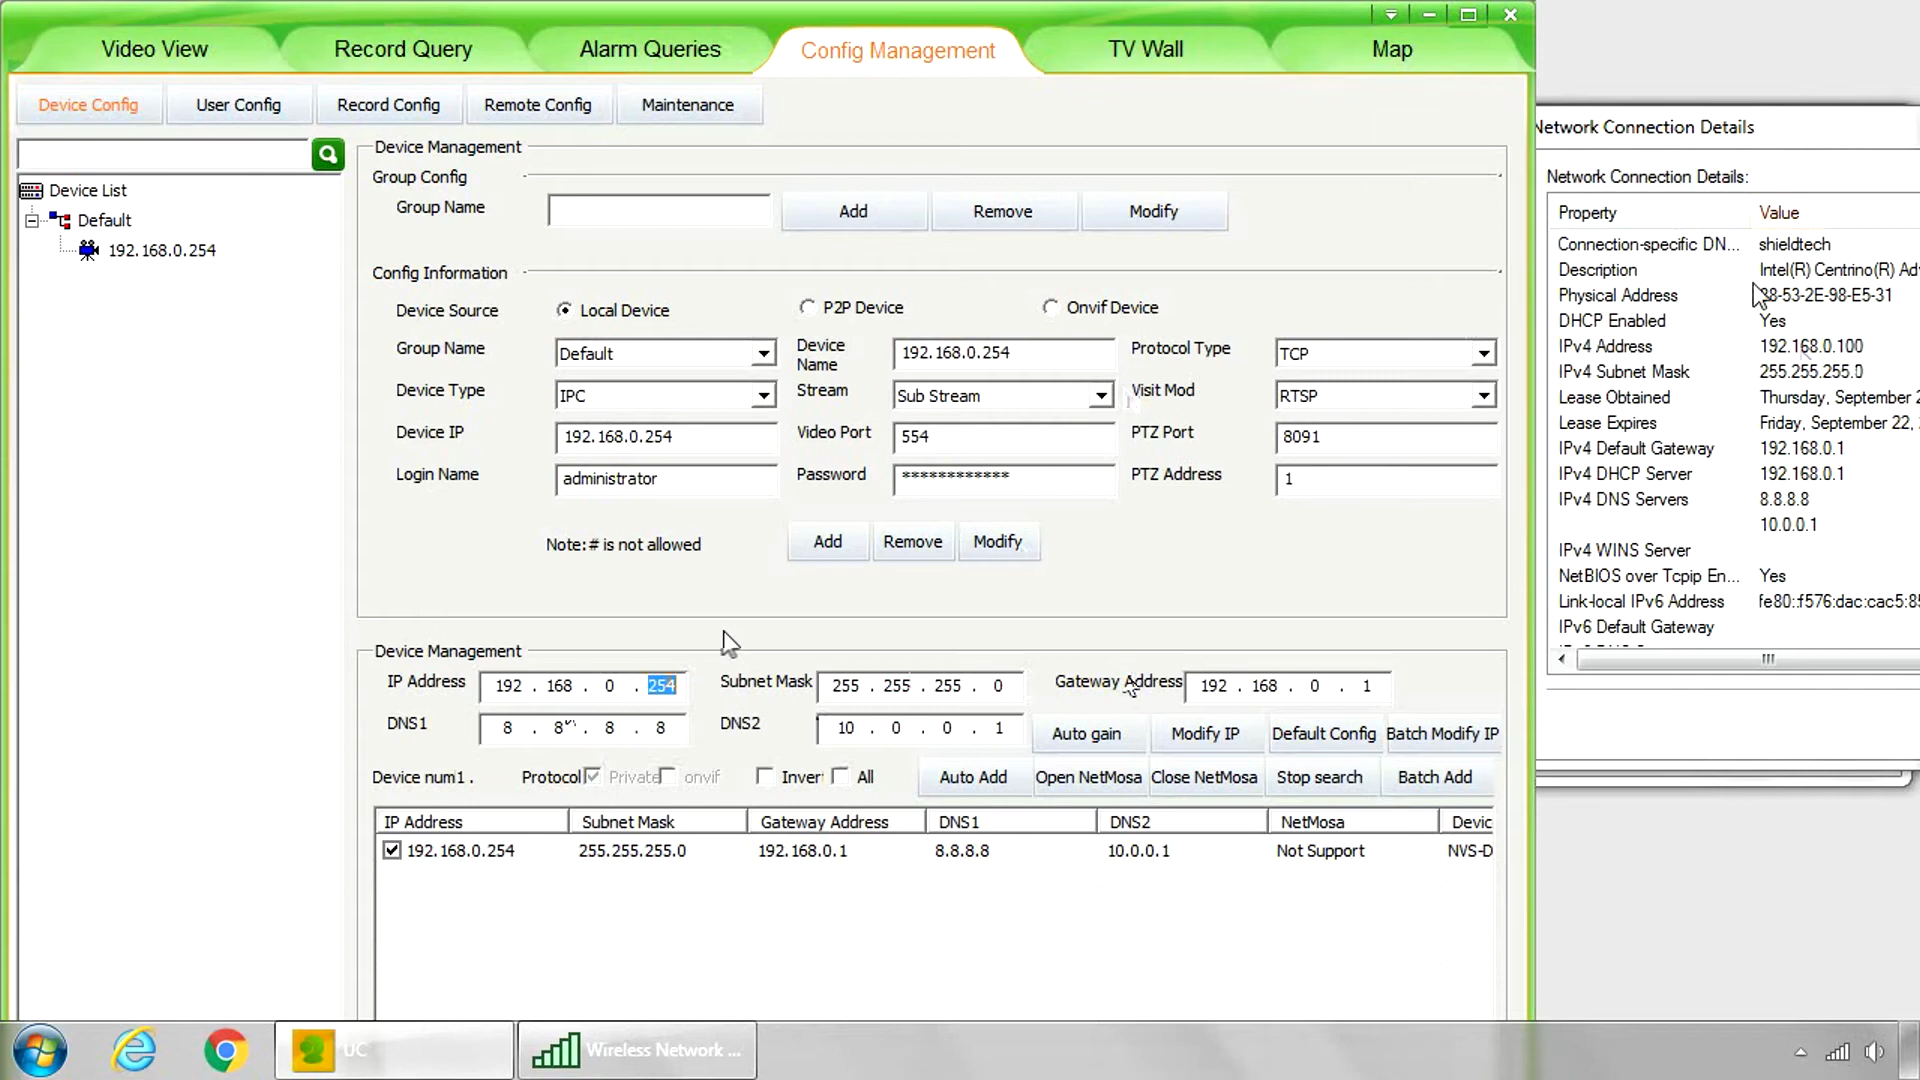 Video View
Record Query
Alarm Queries
Config Management
TV Wall
Map
Device Config
User Config
Record Config
Remote Config
Maintenance
Device List
Default
192.168.0.254
Device Management
Group Config
Group Name
Add
Remove
Modify
Config Information
Device Source
Local Device
P2P Device
Onvif Device
Group Name
Default
Device Name
192.168.0.254
Protocol Type
TCP
Device Type
IPC
Stream
Sub Stream
Visit Mod
RTSP
Device IP
192.168.0.254
Video Port
554
PTZ Port
8091
Login Name
administrator
Password
************
PTZ Address
1
Note:# is not allowed
Add
Remove
Modify
Device Management
IP Address
192 . 168 . 0 . 254
Subnet Mask
255 . 255 . 255 . 0
Gateway Address
192 . 168 . 0 . 1
DNS1
8 . 8 . 8 . 8
DNS2
10 . 0 . 0 . 1
Auto gain
Modify IP
Default Config
Batch Modify IP
Device num1 .
Protocol
Private
onvif
Inver
All
Auto Add
Open NetMosa
Close NetMosa
Stop search
Batch Add
IP Address
Subnet Mask
Gateway Address
DNS1
DNS2
NetMosa
Devic
192.168.0.254
255.255.255.0
192.168.0.1
8.8.8.8
10.0.0.1
Not Support
NVS-D
Network Connection Details
Network Connection Details:
Property Value
Connection-specific DN... shieldtech
Description Intel(R) Centrino(R) Adv
Physical Address 88-53-2E-98-E5-31
DHCP Enabled Yes
IPv4 Address 192.168.0.100
IPv4 Subnet Mask 255.255.255.0
Lease Obtained Thursday, September 2
Lease Expires Friday, September 22,
IPv4 Default Gateway 192.168.0.1
IPv4 DHCP Server 192.168.0.1
IPv4 DNS Servers 8.8.8.8
10.0.0.1
IPv4 WINS Server
NetBIOS over Tcpip En... Yes
Link-local IPv6 Address fe80::f576:dac:cac5:85
IPv6 Default Gateway
UC
Wireless Network ...